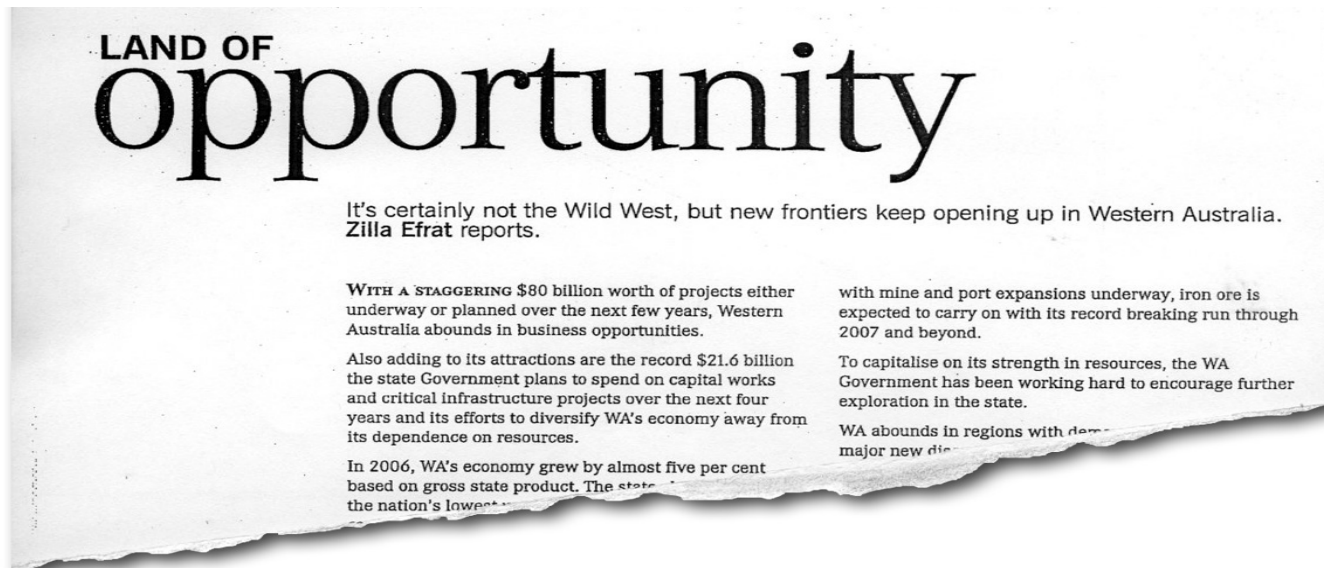 LAND OF
opportunity
It's certainly not the Wild West, but new frontiers keep opening up in Western Australia.
Zilla Efrat reports.
WITH A STAGGERING $80 billion worth of projects either
underway or planned over the next few years, Western
Australia abounds in business opportunities.
Also adding to its attractions are the record $21.6 billion
the state Government plans to spend on capital works
and critical infrastructure projects over the next four
years and its efforts to diversify WA's economy away from
its dependence on resources.
In 2006, WA's economy grew by almost five per cent
based on gross state product. The state
the nation's lowest
with mine and port expansions underway, iron ore is
expected to carry on with its record breaking run through
2007 and beyond.
To capitalise on its strength in resources, the WA
Government has been working hard to encourage further
exploration in the state.
WA abounds in regions with
major new